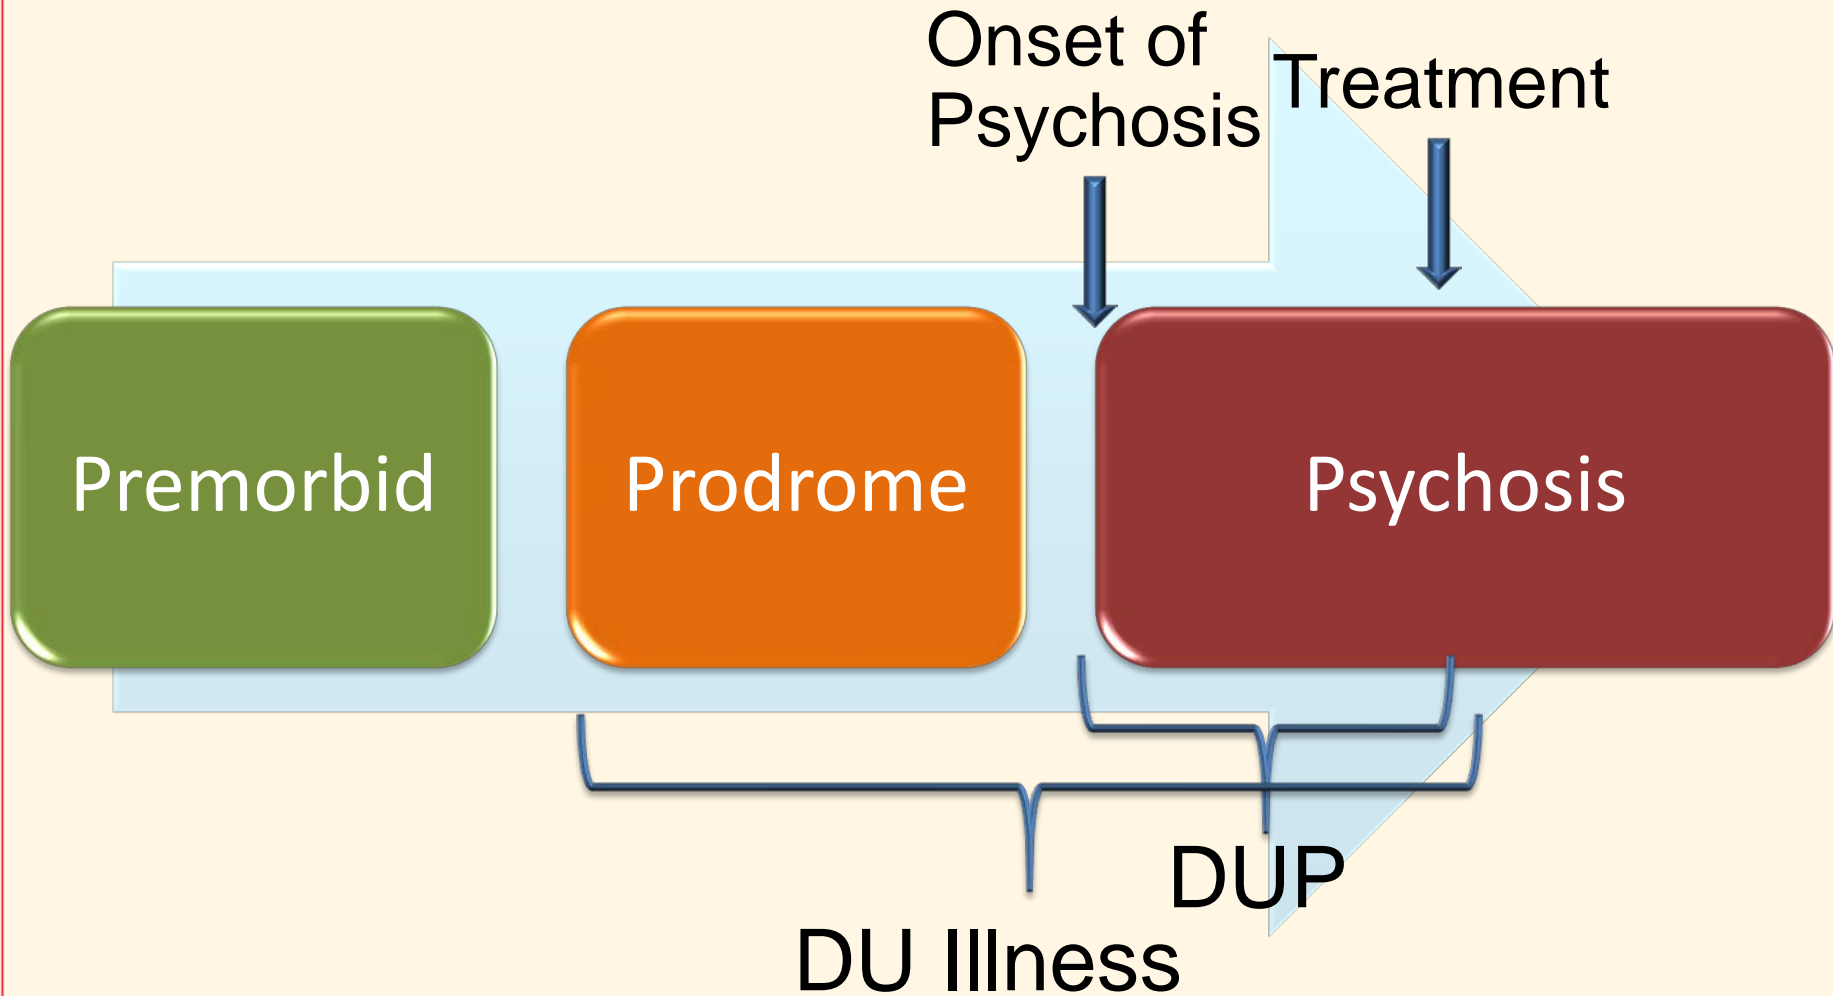 Onset of
Psychosis
Treatment
Premorbid
Prodrome
Psychosis
DUP
DU Illness